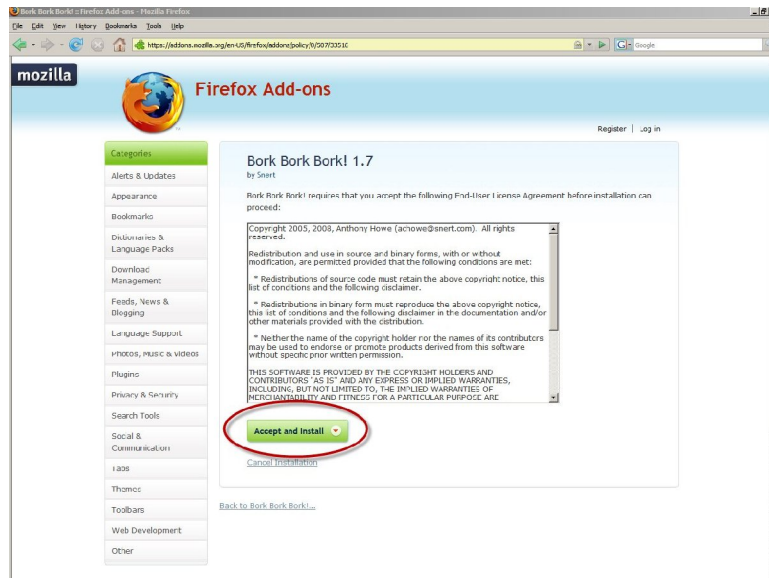 Bork Bork Bork! :: Firefox Add-ons - Mozilla Firefox
File Edit View History Bookmarks Tools Help
https://addons.mozilla.org/en-US/firefox/addons/policy/0/507/33510
Google
mozilla
Firefox Add-ons
Register | Log in
Categories
Alerts & Updates
Appearance
Bookmarks
Dictionaries &
Language Packs
Download
Management
Feeds, News &
Blogging
Language Support
Photos, Music & Videos
Plugins
Privacy & Security
Search Tools
Social &
Communication
Tabs
Themes
Toolbars
Web Development
Other
Bork Bork Bork! 1.7
by Snert
Bork Bork Bork! requires that you accept the following End-User License Agreement before installation can
proceed:
Copyright 2005, 2008, Anthony Howe (achowe@snert.com). All rights
reserved.
Redistribution and use in source and binary forms, with or without
modification, are permitted provided that the following conditions are met:
* Redistributions of source code must retain the above copyright notice, this
list of conditions and the following disclaimer.
* Redistributions in binary form must reproduce the above copyright notice,
this list of conditions and the following disclaimer in the documentation and/or
other materials provided with the distribution.
* Neither the name of the copyright holder nor the names of its contributors
may be used to endorse or promote products derived from this software
without specific prior written permission.
THIS SOFTWARE IS PROVIDED BY THE COPYRIGHT HOLDERS AND
CONTRIBUTORS "AS IS" AND ANY EXPRESS OR IMPLIED WARRANTIES,
INCLUDING, BUT NOT LIMITED TO, THE IMPLIED WARRANTIES OF
MERCHANTABILITY AND FITNESS FOR A PARTICULAR PURPOSE ARE
Accept and Install
Cancel Installation
Back to Bork Bork Bork!...